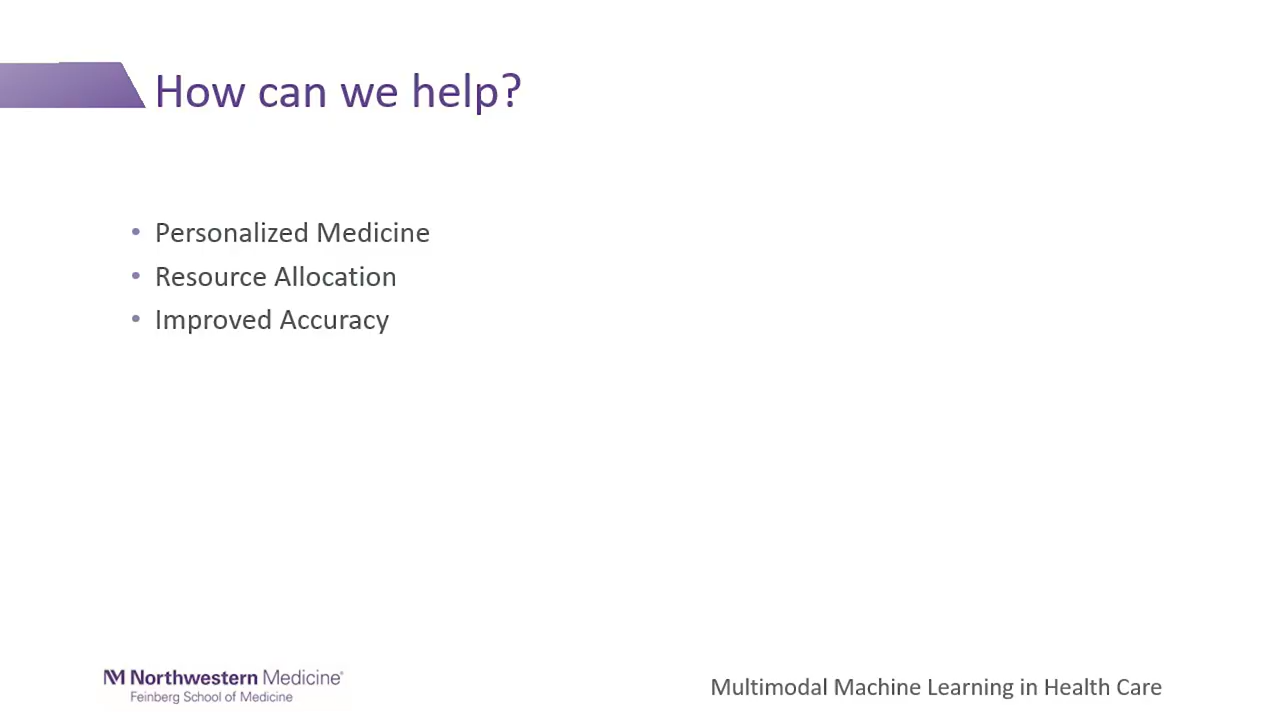 How can we help?
• Personalized Medicine
• Resource Allocation
• Improved Accuracy
NM Northwestern Medicine®
Feinberg School of Medicine
Multimodal Machine Learning in Health Care